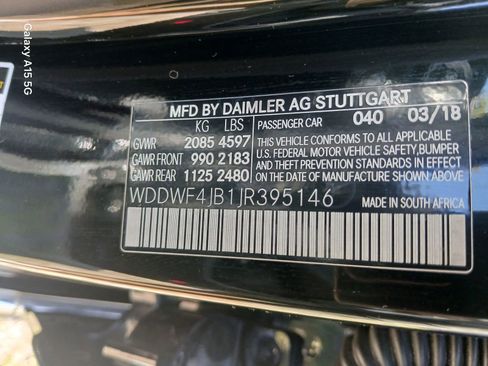 Galaxy A15 5G
MFD BY DAIMLER AG STUTTGART
KG LBS PASSENGER CAR 040 03/18
GVWR 2085 4597
GAWR FRONT 990 2183
GAWR REAR 1125 2480
THIS VEHICLE CONFORMS TO ALL APPLICABLE
U.S. FEDERAL MOTOR VEHICLE SAFETY,BUMPER
AND THEFT PREVENTION STANDARDS IN EFFECT
ON THE DATE OF MANUFACTURE SHOWN ABOVE.
WDDWF4JB1JR395146 MADE IN SOUTH AFRICA